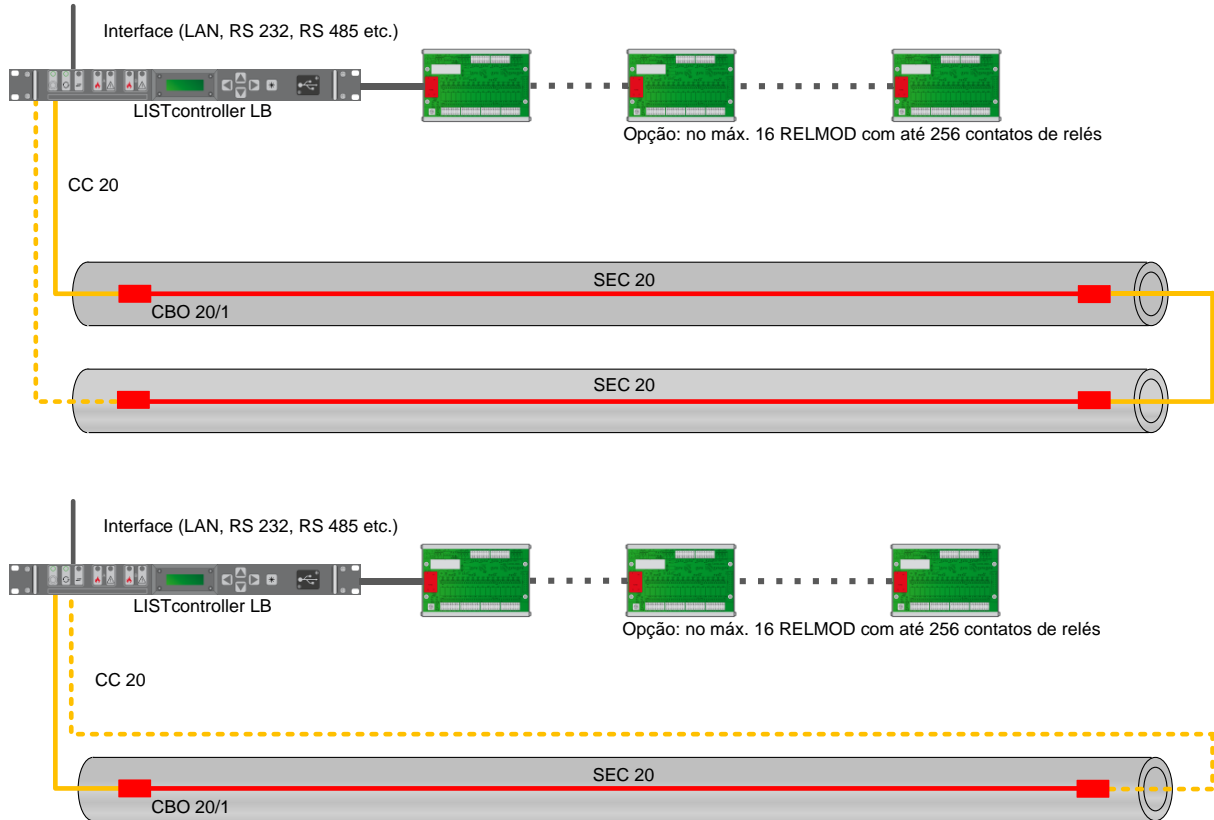 Interface (LAN, RS 232, RS 485 etc.)
LISTcontroller LB
Opção: no máx. 16 RELMOD com até 256 contatos de relés
CC 20
SEC 20
CBO 20/1
SEC 20
Interface (LAN, RS 232, RS 485 etc.)
LISTcontroller LB
Opção: no máx. 16 RELMOD com até 256 contatos de relés
CC 20
SEC 20
CBO 20/1